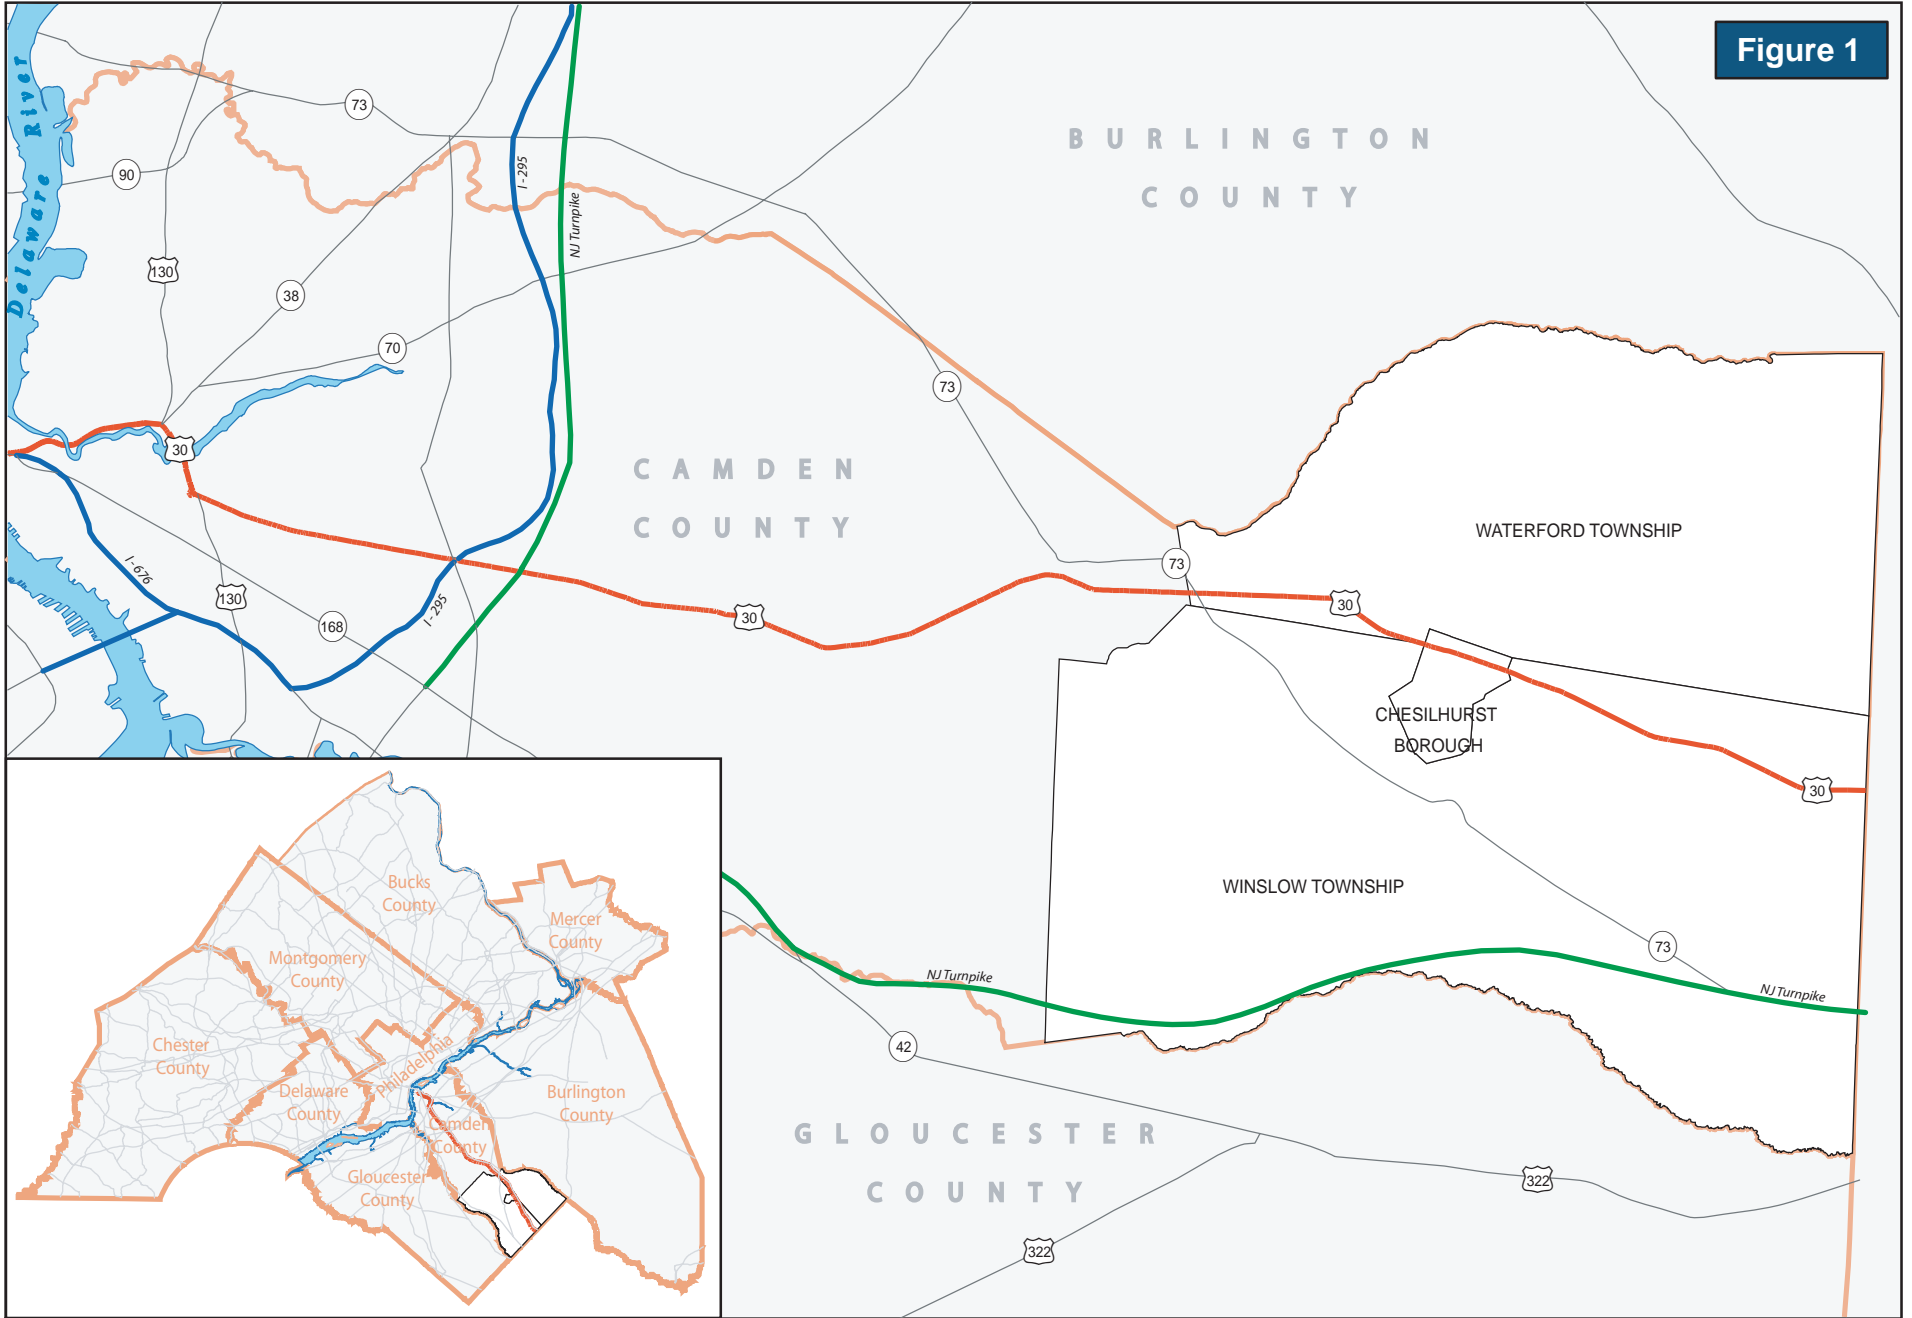 Figure 1
Delaware River
73
90
130
38
70
30
I-295
NJ Turnpike
BURLINGTON
COUNTY
73
CAMDEN
COUNTY
I-676
130
168
I-295
30
73
30
WATERFORD TOWNSHIP
CHESILHURST
BOROUGH
30
WINSLOW TOWNSHIP
73
NJ Turnpike
NJ Turnpike
42
GLOUCESTER
COUNTY
322
322
Bucks
County
Mercer
County
Montgomery
County
Chester
County
Delaware
County
Philadelphia
Burlington
County
Camden
County
Gloucester
County